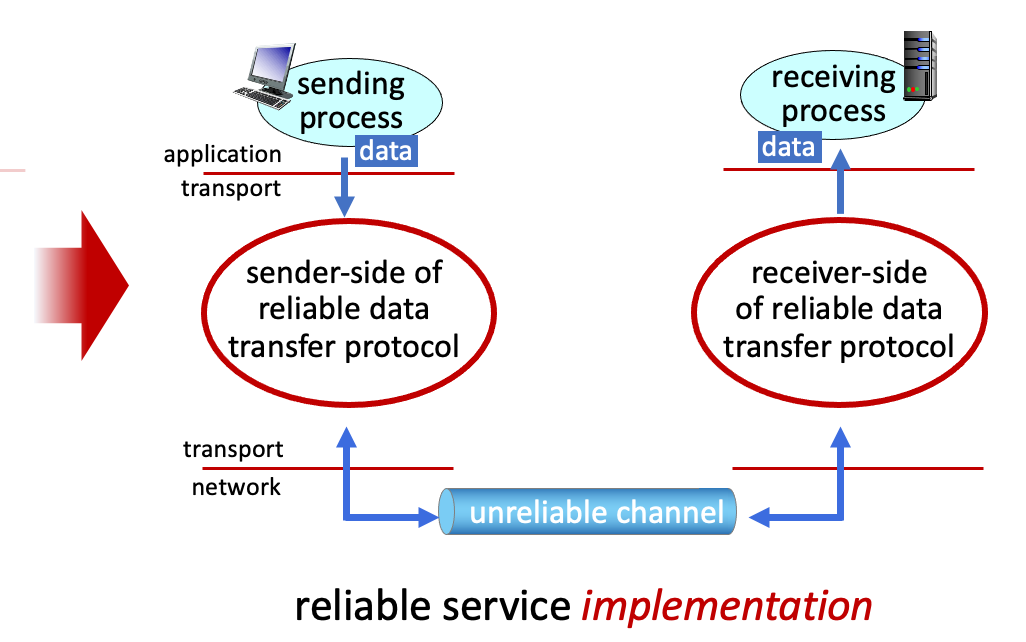 sending
process
data
application
transport
sender-side of
reliable data
transfer protocol
transport
network
receiving
process
data
receiver-side
of reliable data
transfer protocol
unreliable channel
reliable service implementation